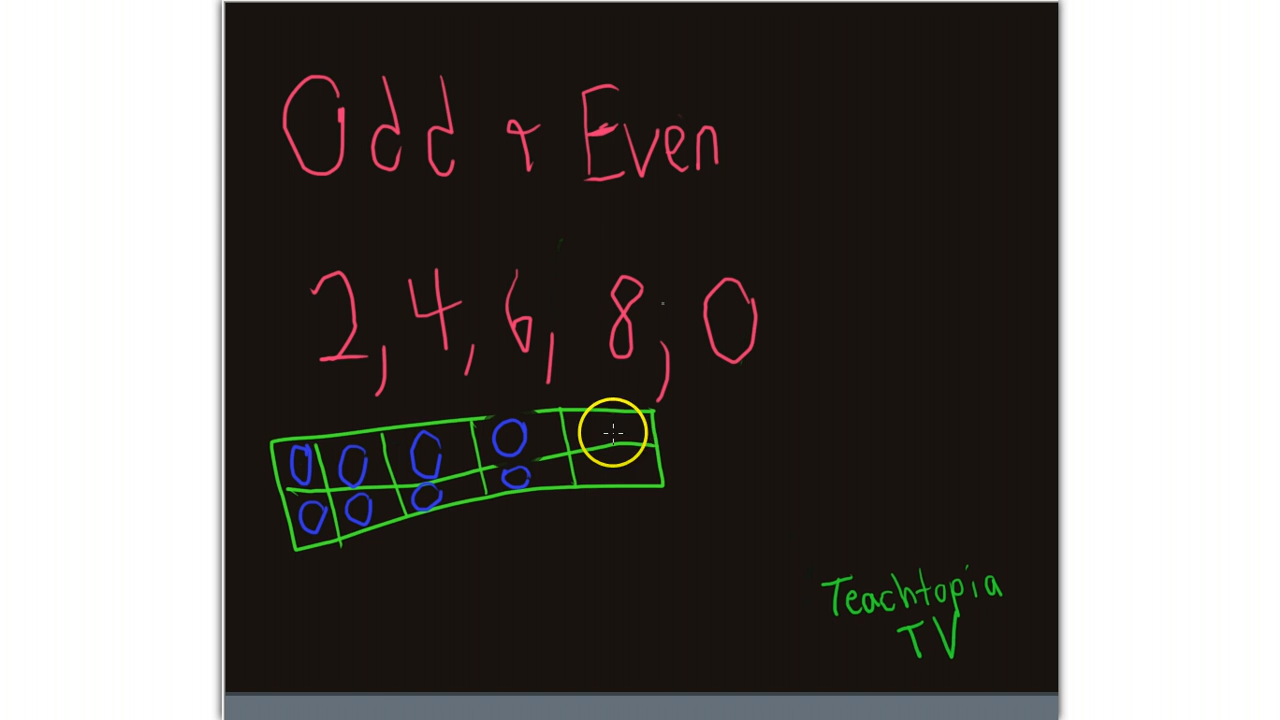 Odd + Even
2, 4, 6, 8, 0
Teachtopia
TV